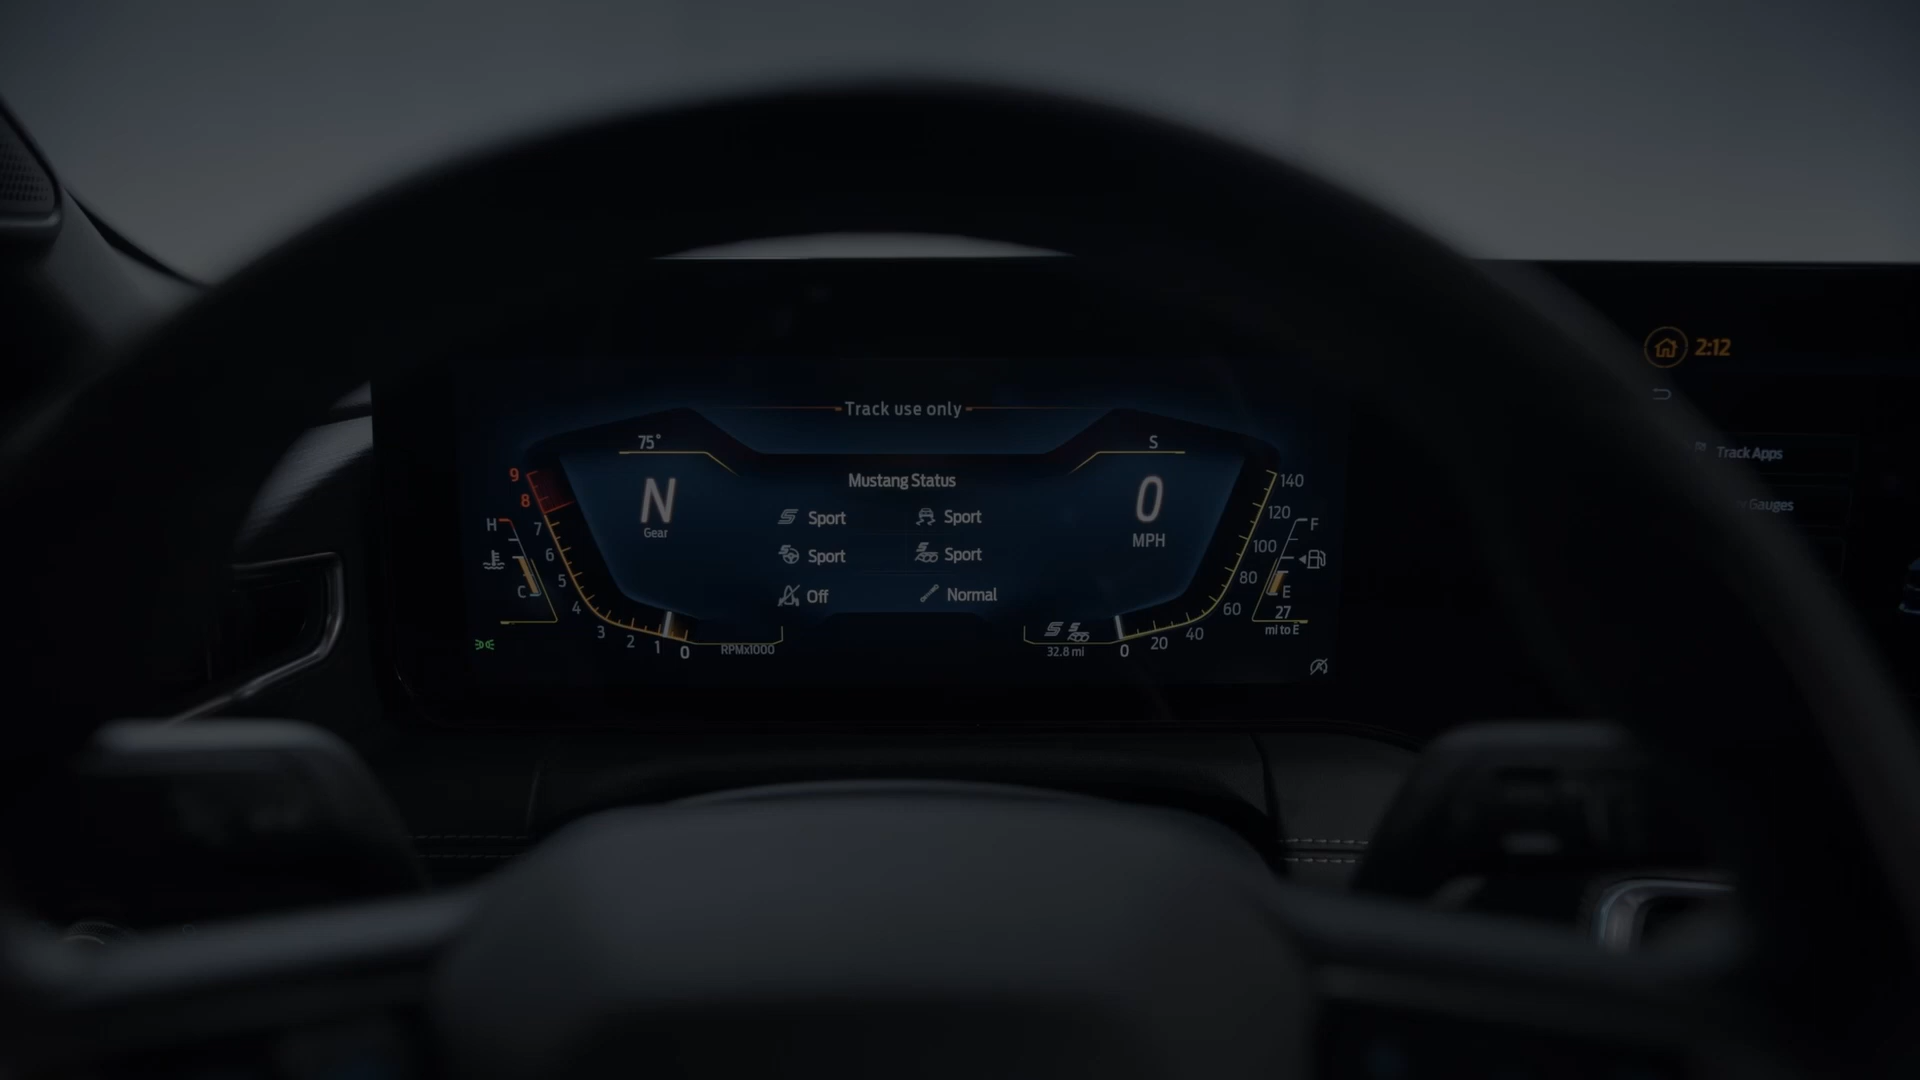 2:12
Track use only
75°
S
Mustang Status
Track Apps
9
140
N
Gear
0
MPH
8
Sport
Sport
120
Gauges
H
7
F
6
Sport
Sport
100
5
80
C
E
4
Off
Normal
60
27
mi to E
3
2
1
0
RPMx1000
32.8 mi
0
20
40